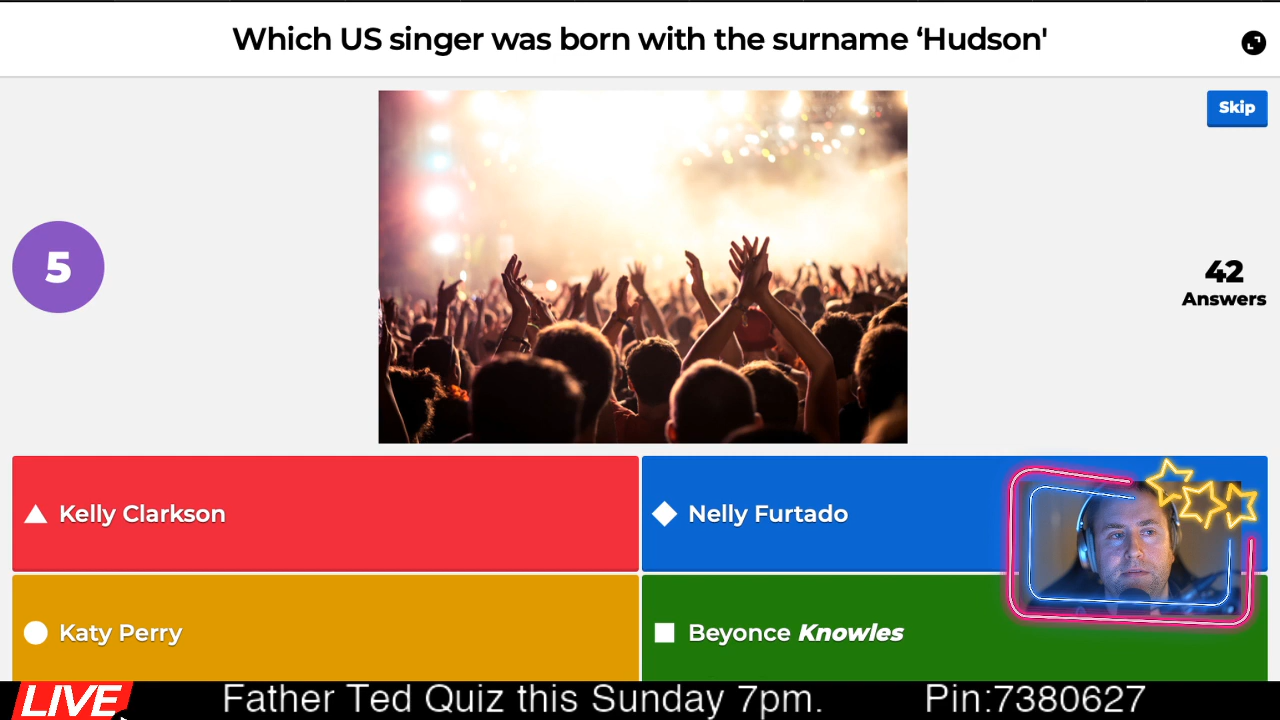 Which US singer was born with the surname ‘Hudson'
Skip
5
42
Answers
Kelly Clarkson
Nelly Furtado
Katy Perry
Beyonce Knowles
LIVE Father Ted Quiz this Sunday 7pm. Pin:7380627